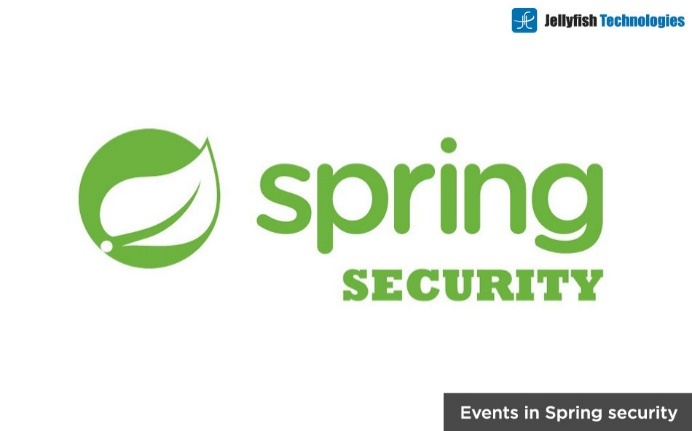 Jellyfish Technologies
spring
SECURITY
Events in Spring security